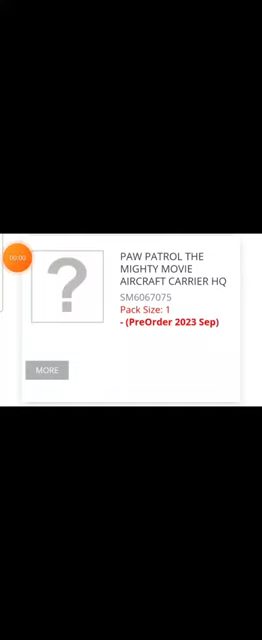 00:00
?
PAW PATROL THE
MIGHTY MOVIE
AIRCRAFT CARRIER HQ
SM6067075
Pack Size: 1
- (PreOrder 2023 Sep)
MORE